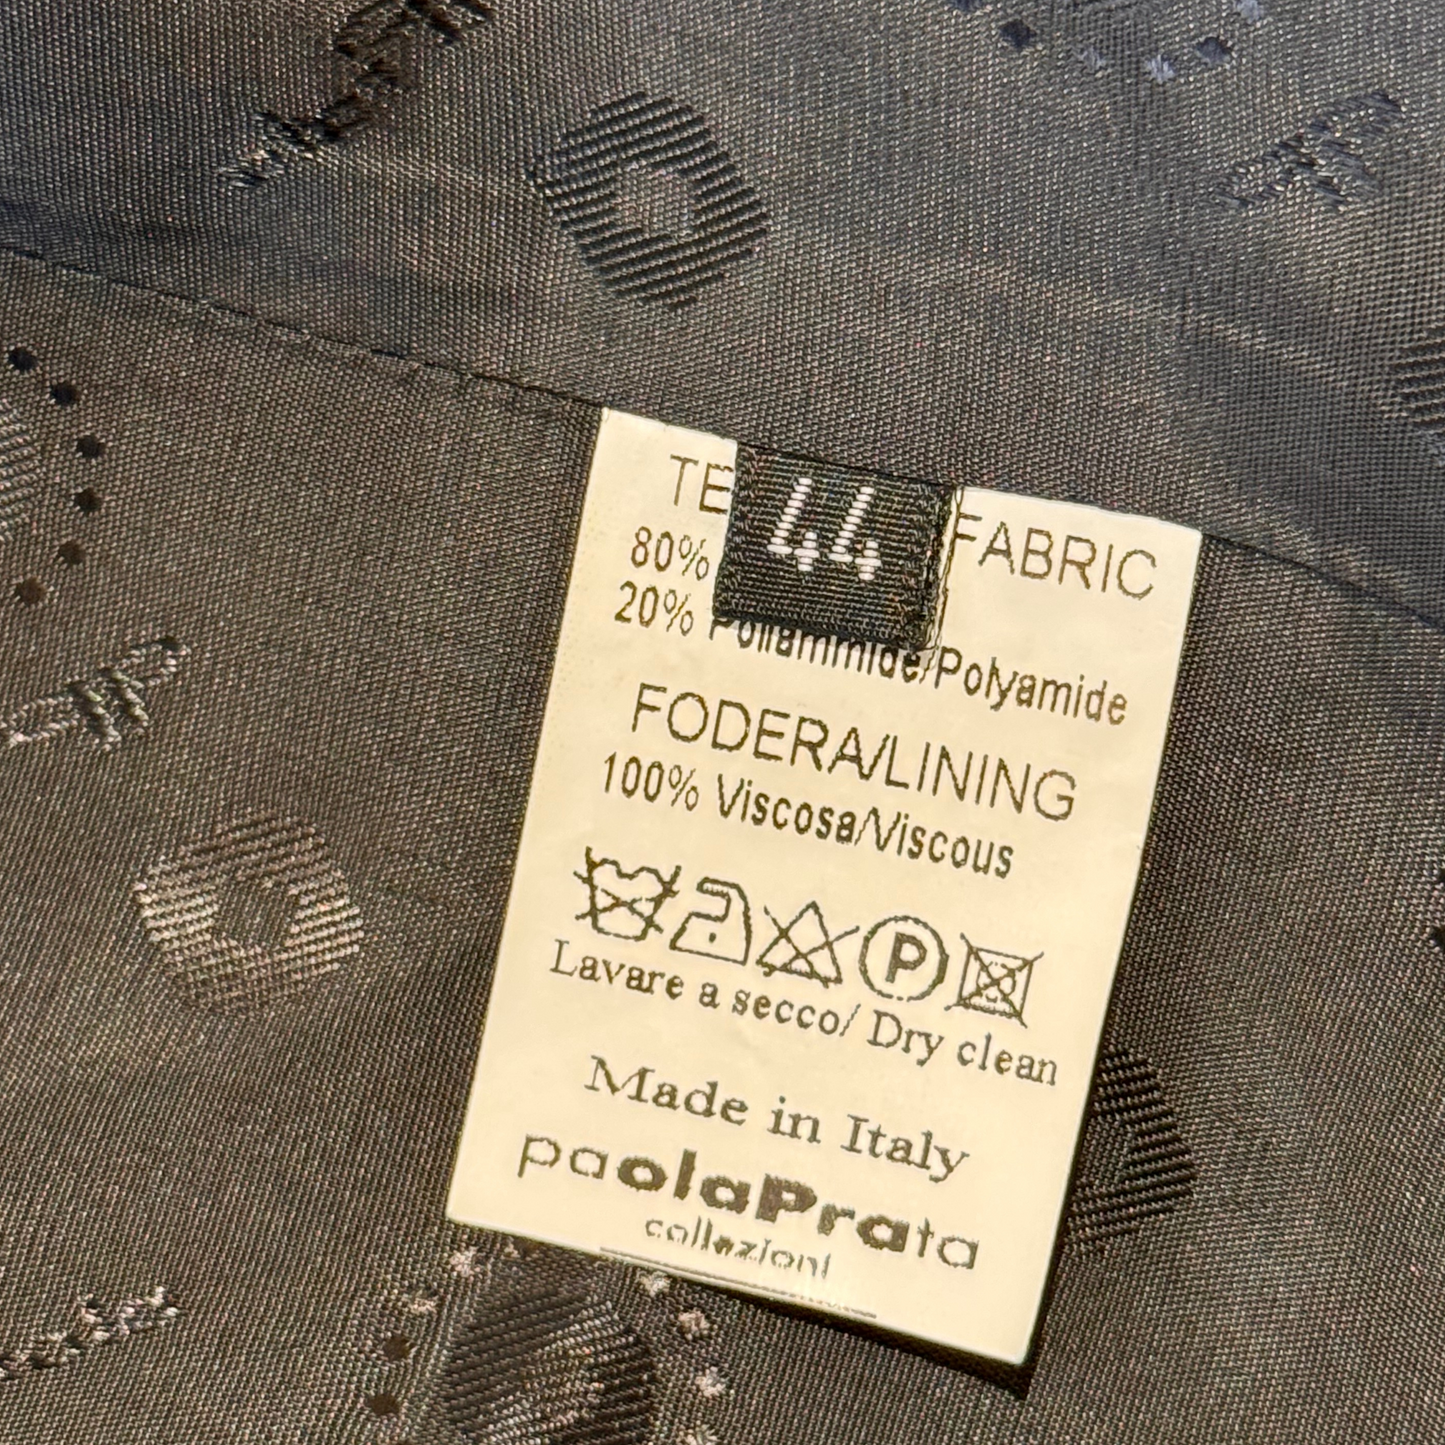 44
FABRIC
80%
20% Poliammide/Polyamide
FODERA/LINING
100% Viscosa/Viscous
P
Lavare a secco/ Dry clean
Made in Italy
paolaPrata
collezioni